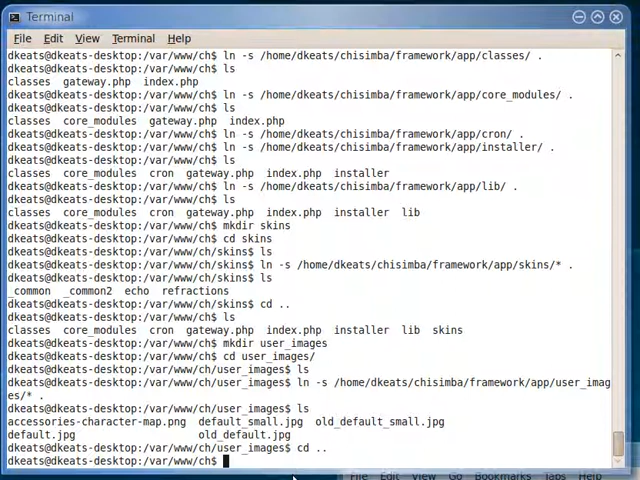 Terminal
File Edit View Terminal Help
dkeats@dkeats-desktop:/var/www/ch$ ln -s /home/dkeats/chisimba/framework/app/classes/ .
dkeats@dkeats-desktop:/var/www/ch$ ls
classes gateway.php index.php
dkeats@dkeats-desktop:/var/www/ch$ ln -s /home/dkeats/chisimba/framework/app/core_modules/ .
dkeats@dkeats-desktop:/var/www/ch$ ls
classes core_modules gateway.php index.php
dkeats@dkeats-desktop:/var/www/ch$ ln -s /home/dkeats/chisimba/framework/app/cron/ .
dkeats@dkeats-desktop:/var/www/ch$ ln -s /home/dkeats/chisimba/framework/app/installer/ .
dkeats@dkeats-desktop:/var/www/ch$ ls
classes core_modules cron gateway.php index.php installer
dkeats@dkeats-desktop:/var/www/ch$ ln -s /home/dkeats/chisimba/framework/app/lib/ .
dkeats@dkeats-desktop:/var/www/ch$ ls
classes core_modules cron gateway.php index.php installer lib
dkeats@dkeats-desktop:/var/www/ch$ mkdir skins
dkeats@dkeats-desktop:/var/www/ch$ cd skins
dkeats@dkeats-desktop:/var/www/ch/skins$ ls
dkeats@dkeats-desktop:/var/www/ch/skins$ ln -s /home/dkeats/chisimba/framework/app/skins/* .
dkeats@dkeats-desktop:/var/www/ch/skins$ ls
_common _common2 echo refractions
dkeats@dkeats-desktop:/var/www/ch/skins$ cd ..
dkeats@dkeats-desktop:/var/www/ch$ ls
classes core_modules cron gateway.php index.php installer lib skins
dkeats@dkeats-desktop:/var/www/ch$ mkdir user_images
dkeats@dkeats-desktop:/var/www/ch$ cd user_images/
dkeats@dkeats-desktop:/var/www/ch/user_images$ ls
dkeats@dkeats-desktop:/var/www/ch/user_images$ ln -s /home/dkeats/chisimba/framework/app/user_imag
es/* .
dkeats@dkeats-desktop:/var/www/ch/user_images$ ls
accessories-character-map.png default_small.jpg old_default_small.jpg
default.jpg old_default.jpg
dkeats@dkeats-desktop:/var/www/ch/user_images$ cd ..
dkeats@dkeats-desktop:/var/www/ch$
File Edit View Go Bookmarks Tabs Help